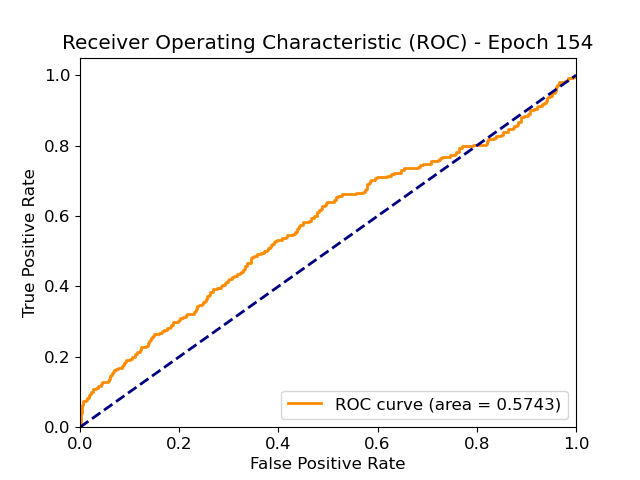 Receiver Operating Characteristic (ROC) - Epoch 154
True Positive Rate
1.0
0.8
0.6
0.4
0.2
0.0
ROC curve (area = 0.5743)
0.0 0.2 0.4 0.6 0.8 1.0
False Positive Rate